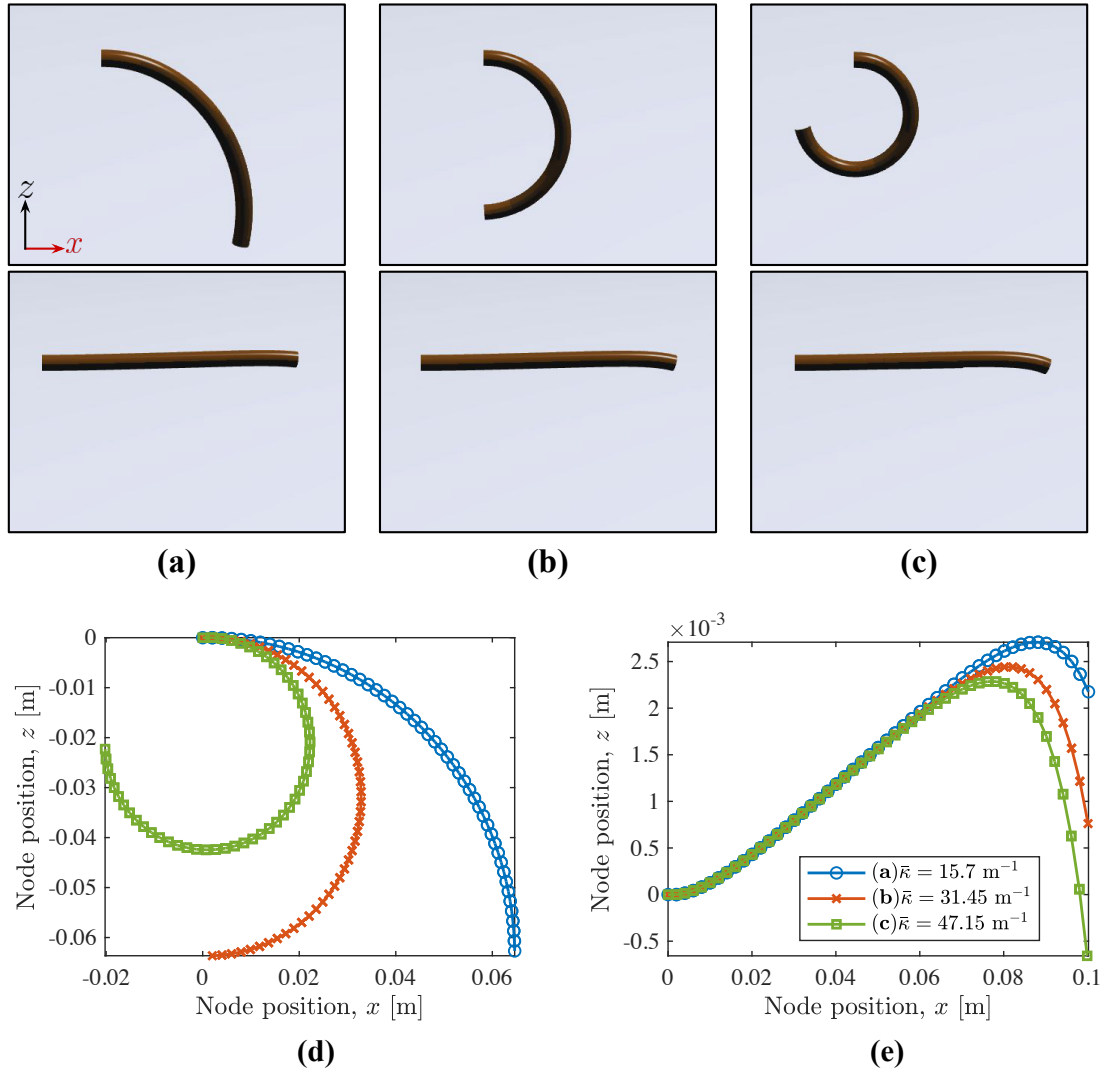 z
x
(a)
(b)
(c)
0
-0.01
-0.02
-0.03
-0.04
-0.05
-0.06
Node position, z [m]
-0.02
0
0.02
0.04
0.06
Node position, x [m]
(d)
×10⁻³
2.5
2
1.5
1
0.5
0
-0.5
Node position, z [m]
(a) κ̄ = 15.7 m⁻¹
(b) κ̄ = 31.45 m⁻¹
(c) κ̄ = 47.15 m⁻¹
0
0.02
0.04
0.06
0.08
0.1
Node position, x [m]
(e)